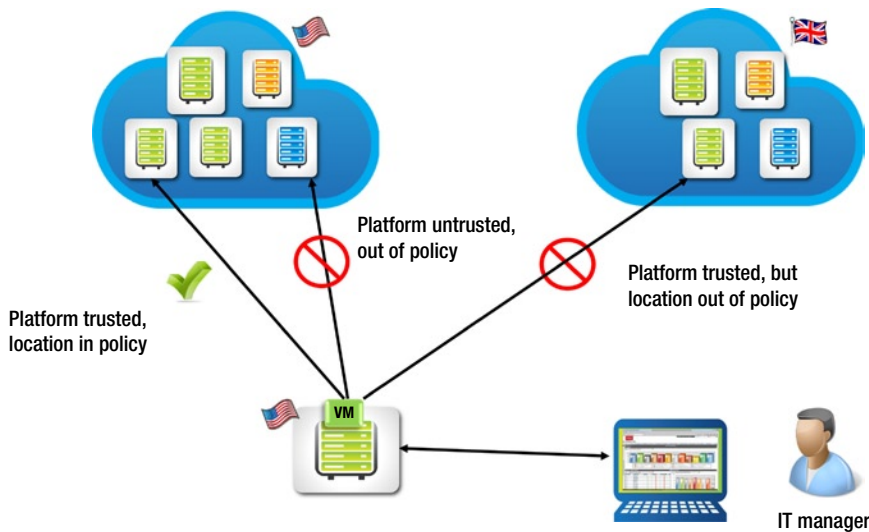 Platform untrusted,
out of policy
Platform trusted, but
location out of policy
Platform trusted,
location in policy
VM
IT manager